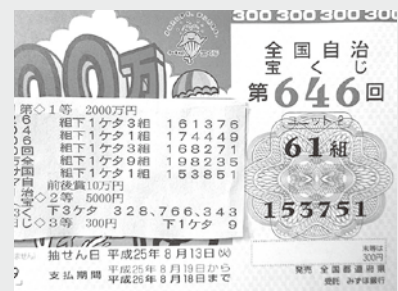 300 300 300 300 30
全国自治
宝くじ
第646回
ユニット2
61組
153751
第◇1等 2000万円
組下1ケタ3組 161376
組下1ケタ1組 174449
組下1ケタ3組 168271
組下1ケタ9組 198235
組下1ケタ1組 153851
前後賞10万円
◇2等 5000円
下3ケタ 328、766、343
◇3等 300円 下1ケタ 9
抽せん日 平成25年8月13日(火)
支払期間 平成25年8月19日から
平成26年8月18日まで
300円
発売 全国都道府県
受託 みずほ銀行